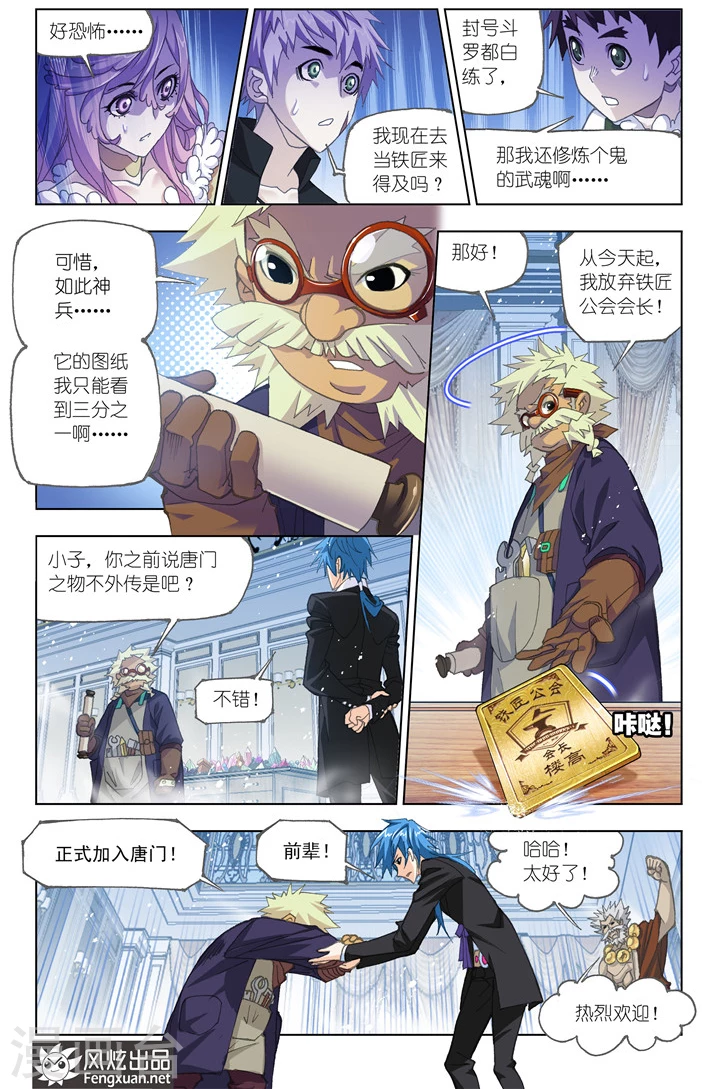 好恐怖……
我现在去
当铁匠来
得及吗？
封号斗
罗都白
练了，
那我还修炼个鬼
的武魂啊……
可惜，
如此神
兵……
它的图纸
我只能看
到三分之
一啊……
那好！
从今天起，
我放弃铁匠
公会会长！
铁匠公会
会长
楼高
咔哒！
小子，你之前说唐门
之物不外传是吧？
不错！
正式加入唐门！
前辈！
哈哈！
太好了！
热烈欢迎！
漫画台
风炫出品
Fengxuan.net